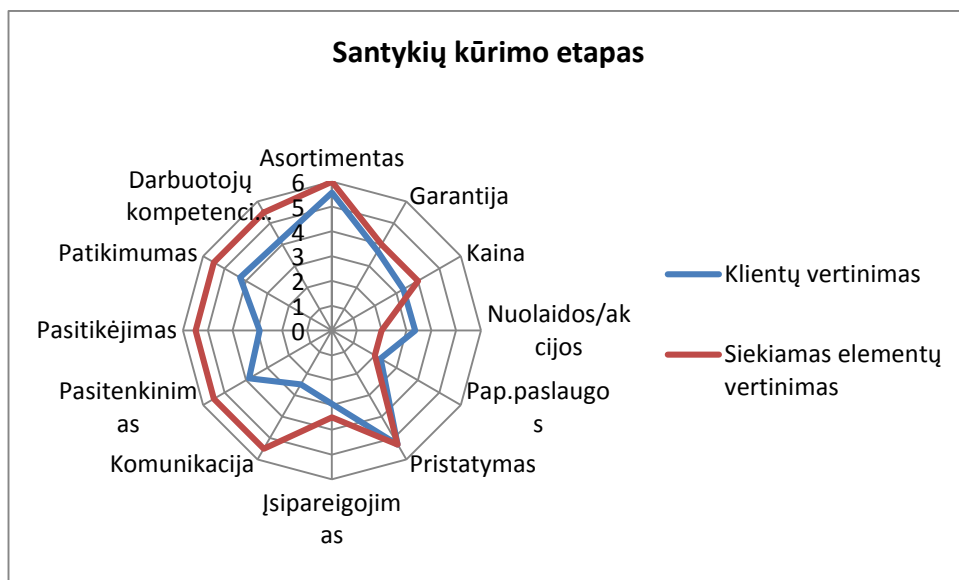 Santykių kūrimo etapas
Asortimentas
Garantija
Kaina
Nuolaidos/ak
cijos
Pap.paslaugo
s
Pristatymas
Įsipareigojim
as
Komunikacija
Pasitenkinim
as
Pasitikėjimas
Patikimumas
Darbuotojų
kompetenci...
6
5
4
3
2
1
0
Klientų vertinimas
Siekiamas elementų
vertinimas